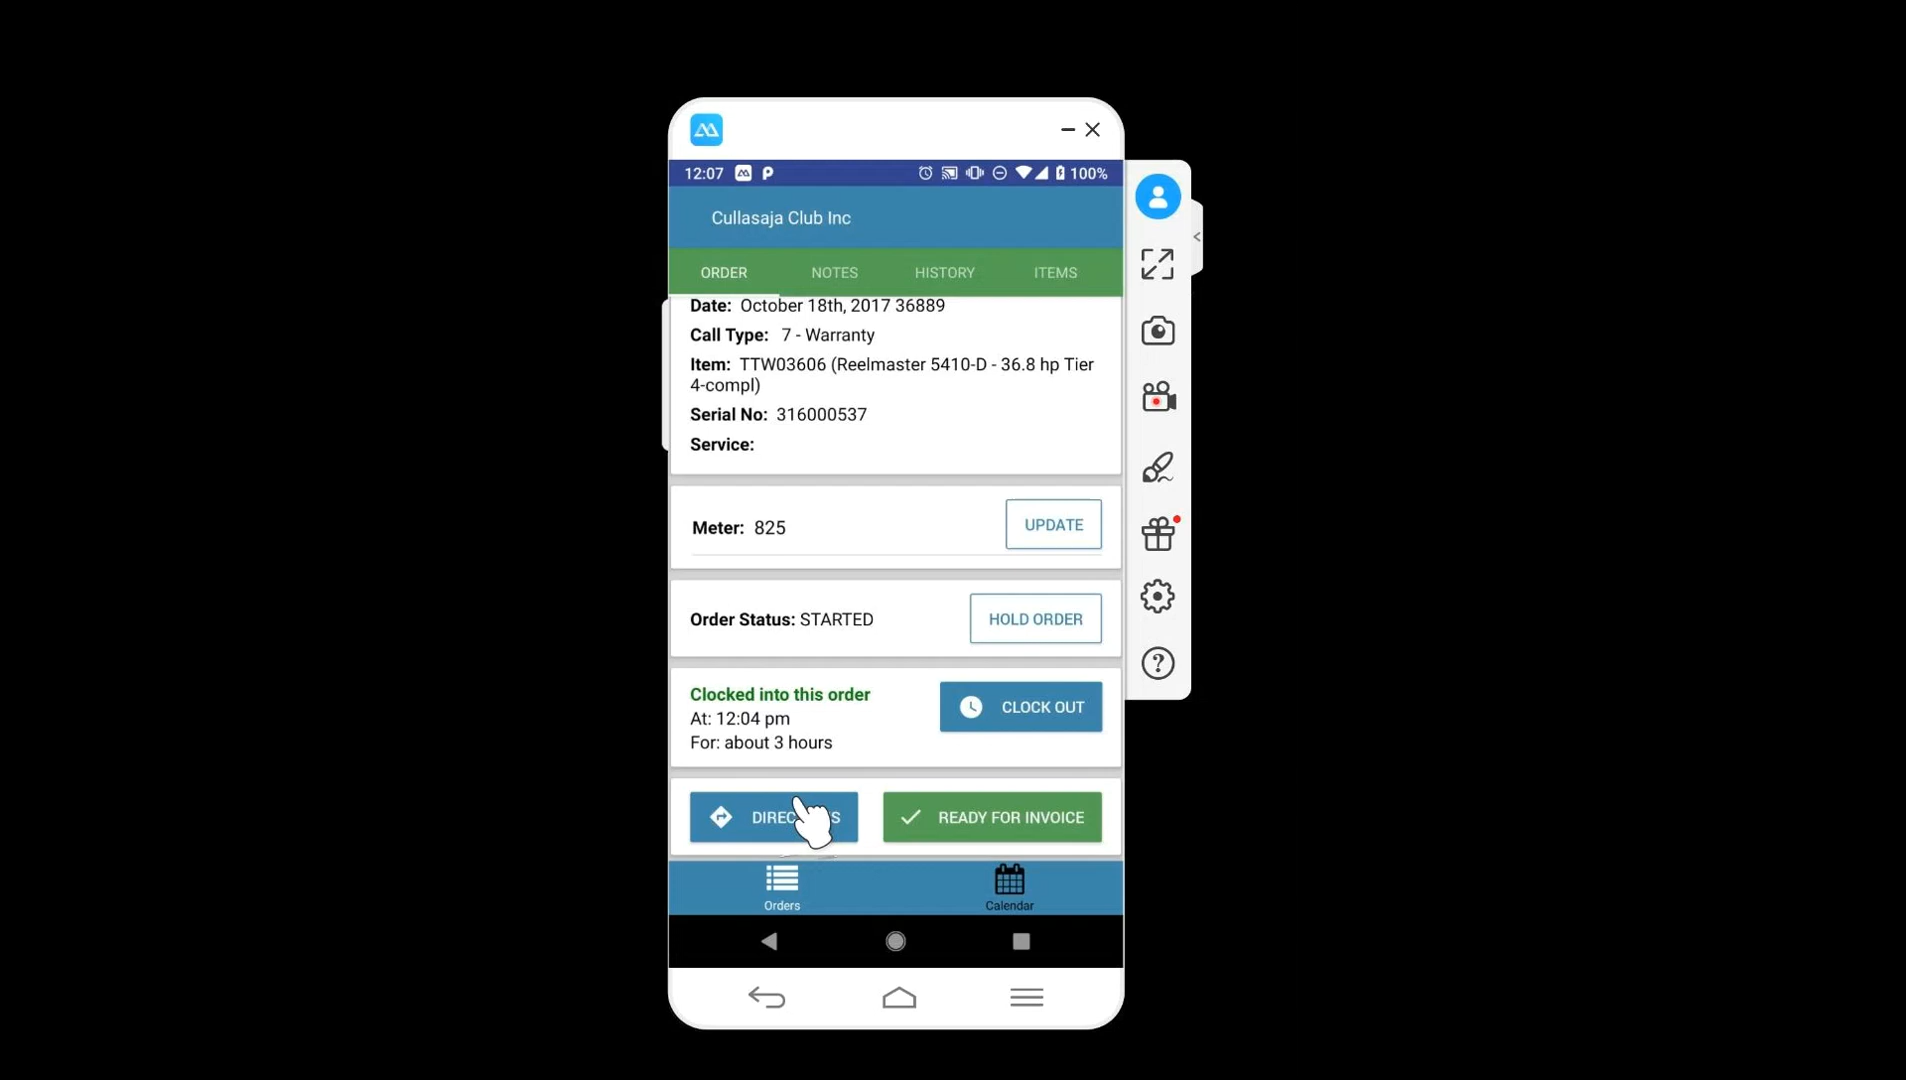 12:07 100%
Cullasaja Club Inc
ORDER NOTES HISTORY ITEMS
Date: October 18th, 2017 36889
Call Type: 7 - Warranty
Item: TTW03606 (Reelmaster 5410-D - 36.8 hp Tier
4-compl)
Serial No: 316000537
Service:
Meter: 825 UPDATE
Order Status: STARTED HOLD ORDER
Clocked into this order
At: 12:04 pm
For: about 3 hours
CLOCK OUT
READY FOR INVOICE
Orders Calendar